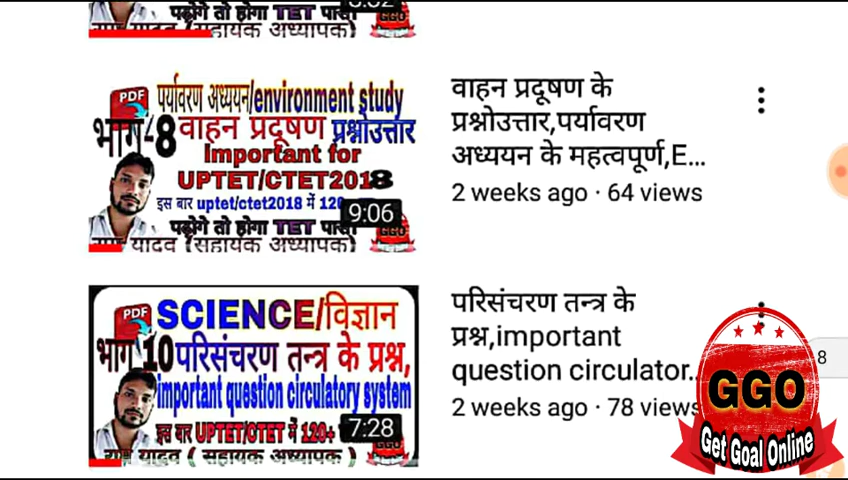 पढ़ोगे तो होगा TET पास।
(सहायक अध्यापक)
PDF
पर्यावरण अध्ययन/environment study
भाग-8 वाहन प्रदूषण प्रश्नोउत्तार
Important for
UPTET/CTET2018
इस बार uptet/ctet2018 में 120
9:06
पढ़ोगे तो होगा TET पास।
यादव (सहायक अध्यापक)
GGO
वाहन प्रदूषण के
प्रश्नोउत्तार,पर्यावरण
अध्ययन के महत्वपूर्ण,E...
2 weeks ago · 64 views
PDF
SCIENCE/विज्ञान
भाग 10 परिसंचरण तन्त्र के प्रश्न,
important question circulatory system
इस बार UPTET/CTET में 120+
7:28
यादव ( सहायक अध्यापक )
परिसंचरण तन्त्र के
प्रश्न,important
question circulator...
2 weeks ago · 78 views
8
GGO
Get Goal Online